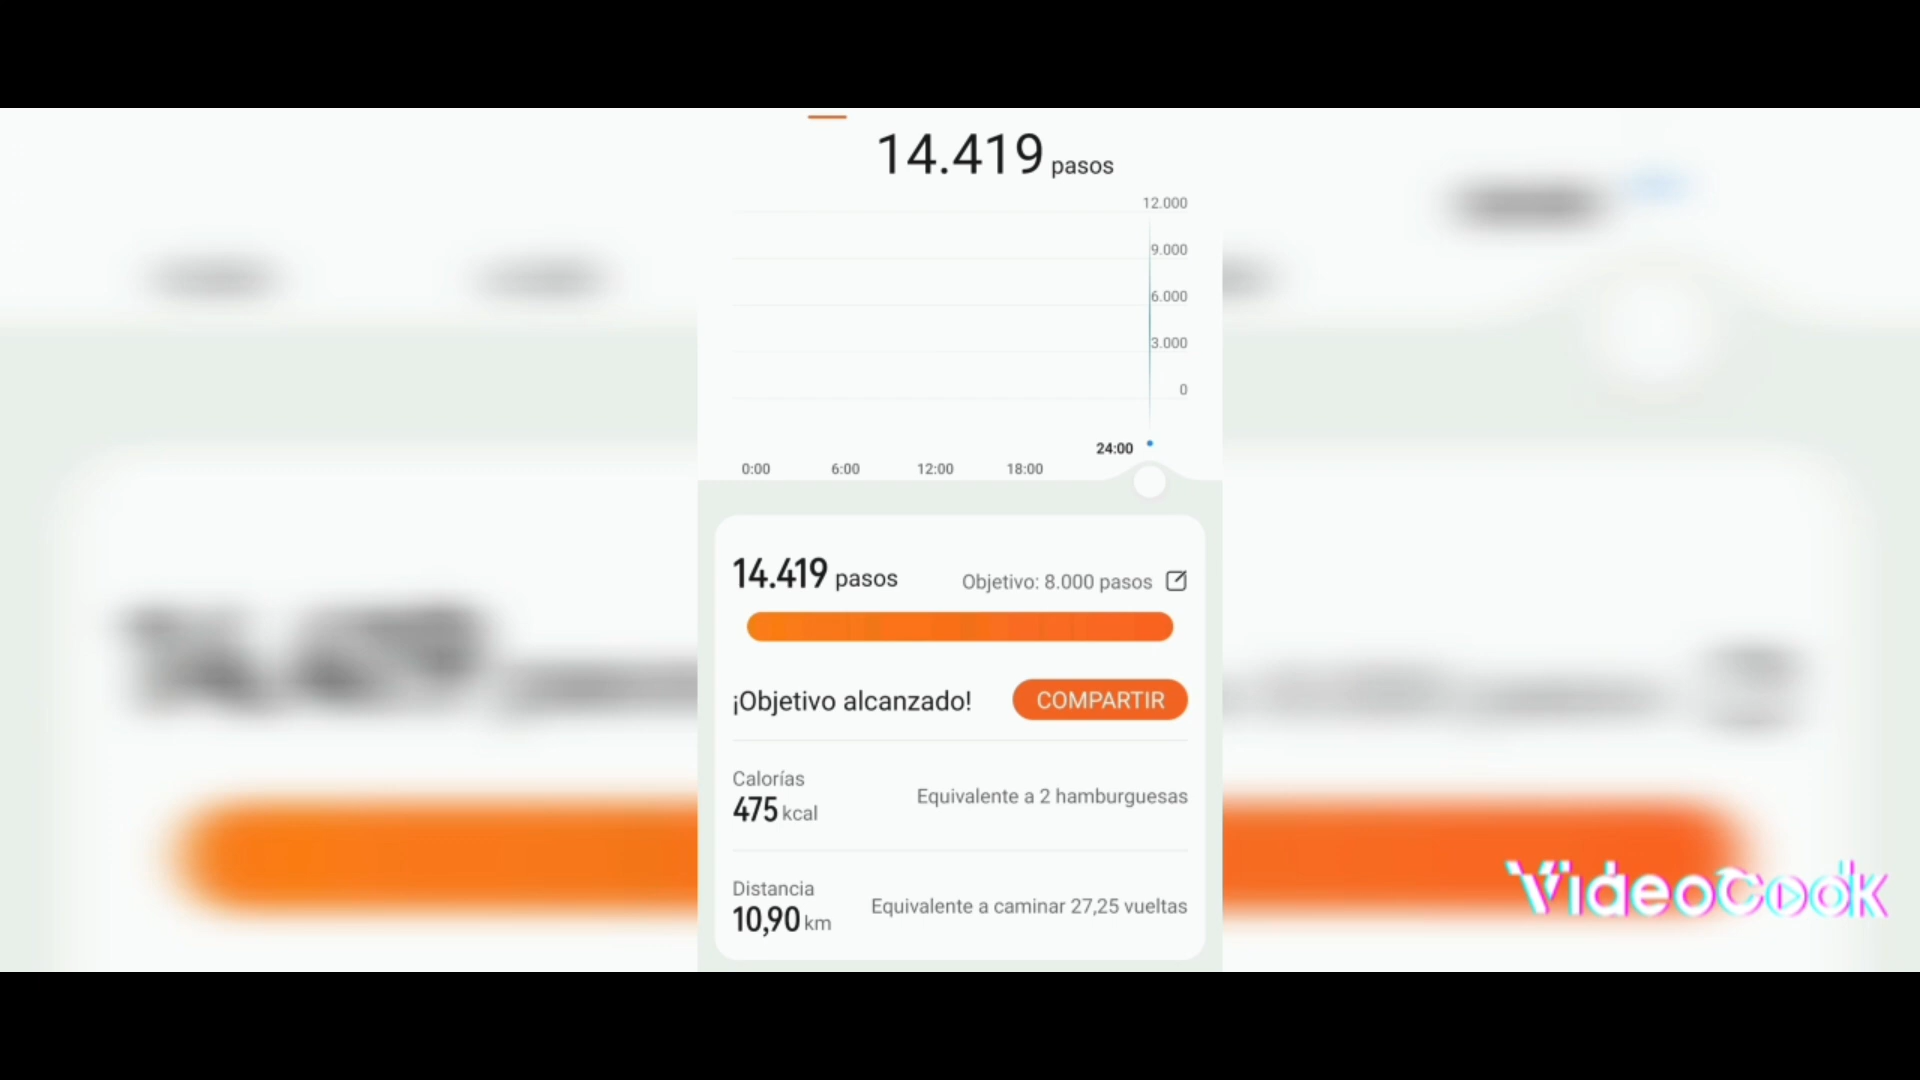 14.419 pasos
12.000
9.000
6.000
3.000
0
24:00
0:00 6:00 12:00 18:00
14.419 pasos Objetivo: 8.000 pasos
¡Objetivo alcanzado! COMPARTIR
Calorías
475 kcal Equivalente a 2 hamburguesas
Distancia
10,90 km Equivalente a caminar 27,25 vueltas
VideoCook